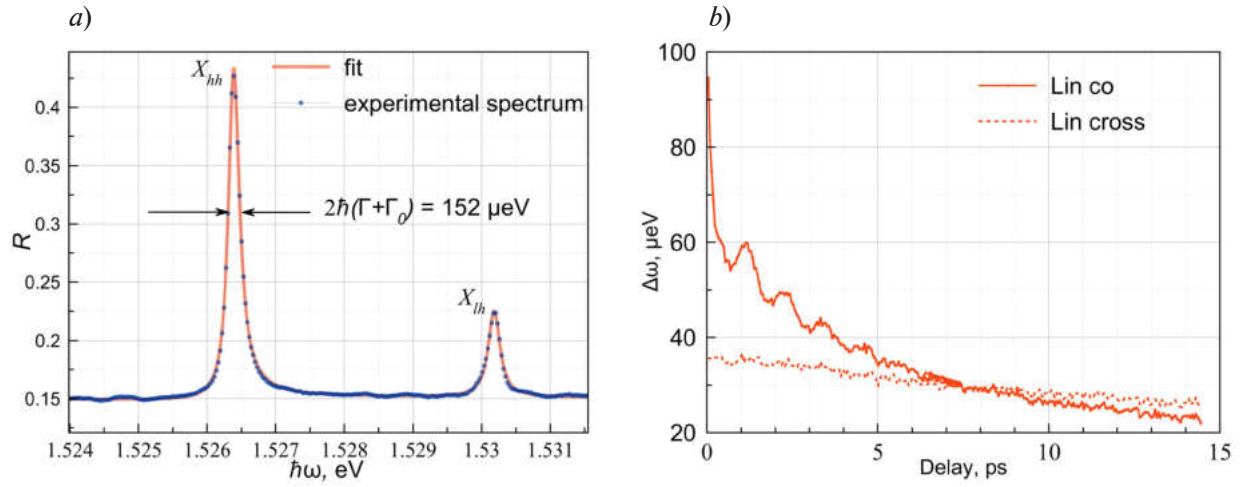 a)
X_hh
fit
experimental spectrum
0.4
0.35
0.3
2ħ(Γ+Γ_0) = 152 μeV
R
0.25
X_lh
0.2
0.15
1.524 1.525 1.526 1.527 1.528 1.529 1.53 1.531
ħω, eV
b)
100
Lin co
Lin cross
80
Δω, μeV
60
40
20
0 5 10 15
Delay, ps